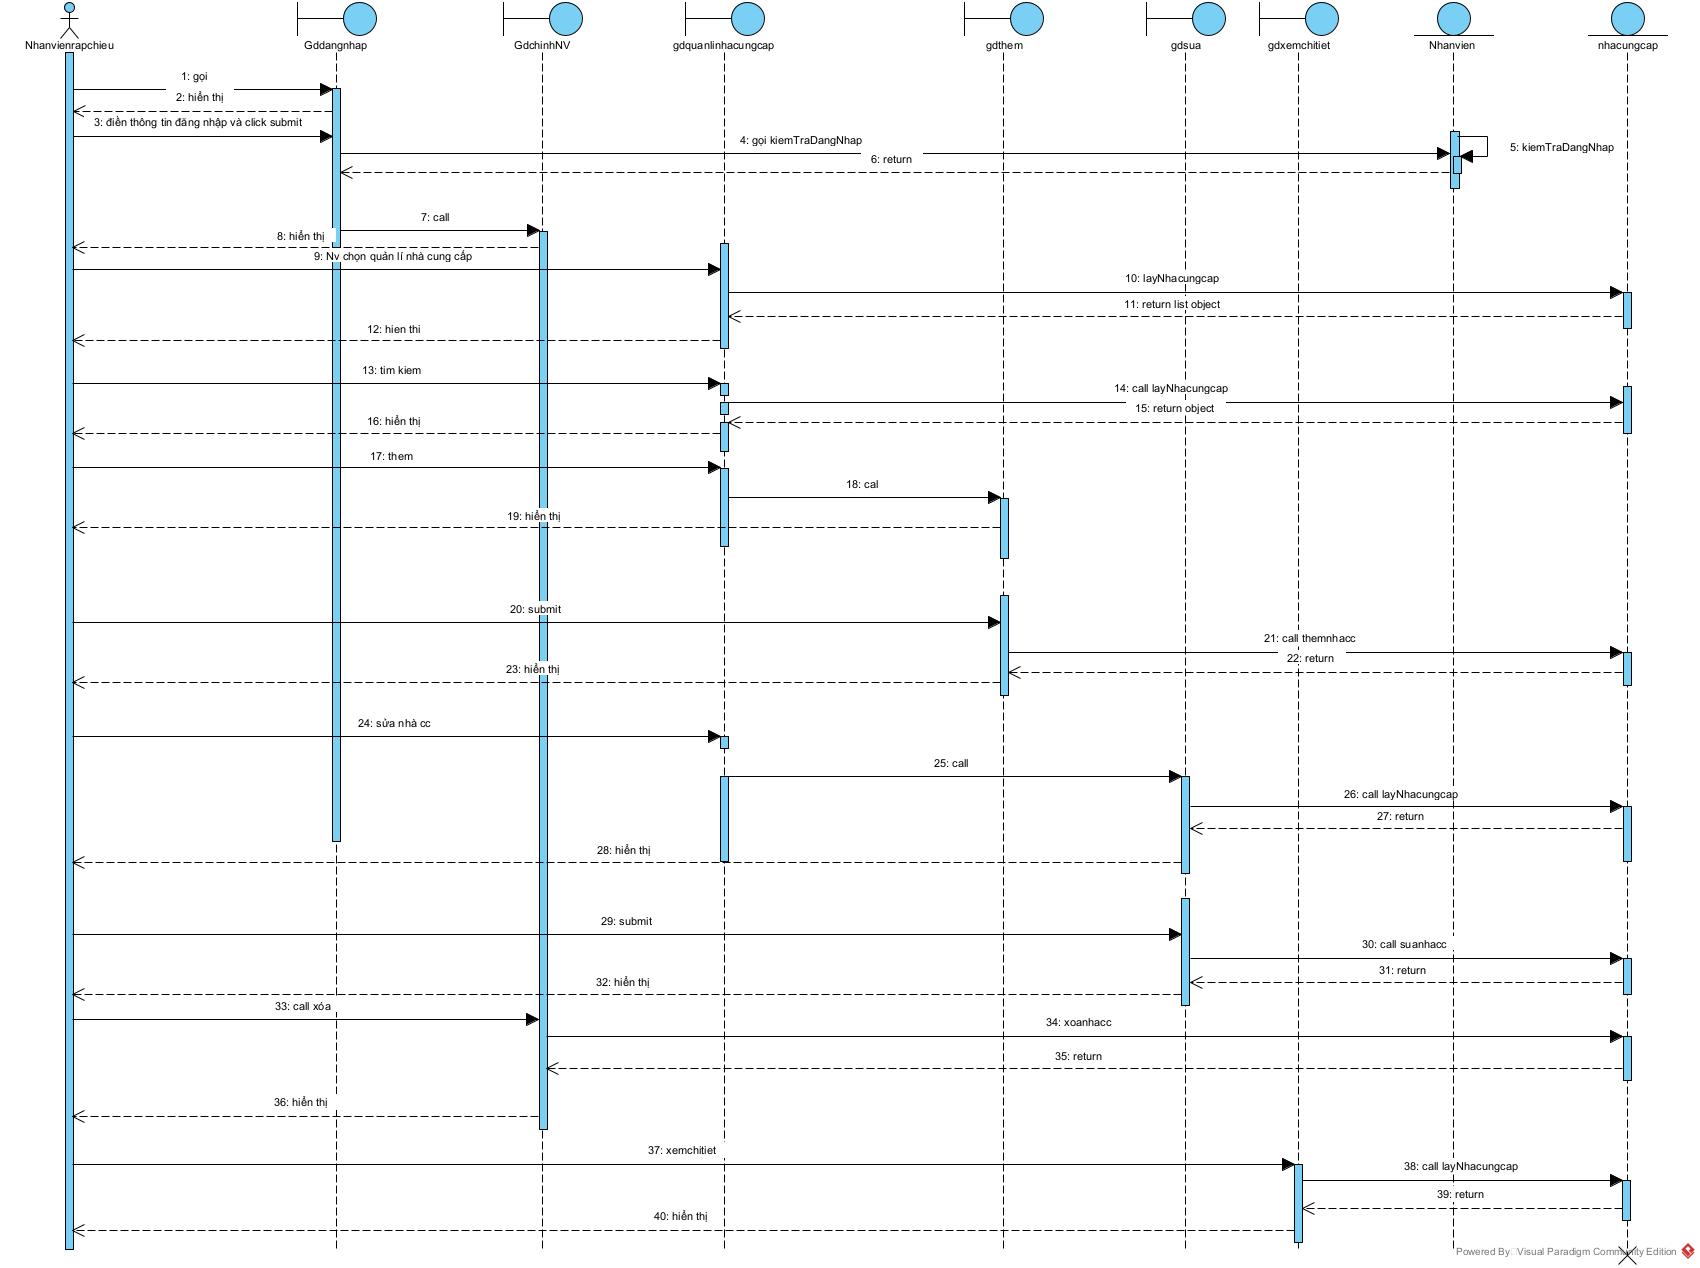 Nhanvienrapchieu
Gddangnhap
GdchinhNV
gdquanlinhacungcap
gdthem
gdsua
gdxemchitiet
Nhanvien
nhacungcap
1: gọi
2: hiển thị
3: điền thông tin đăng nhập và click submit
4: gọi kiemTraDangNhap
5: kiemTraDangNhap
6: return
7: call
8: hiển thị
9: Nv chọn quản lí nhà cung cấp
10: layNhacungcap
11: return list object
12: hien thi
13: tim kiem
14: call layNhacungcap
15: return object
16: hiển thị
17: them
18: cal
19: hiển thị
20: submit
21: call themnhacc
22: return
23: hiển thị
24: sửa nhà cc
25: call
26: call layNhacungcap
27: return
28: hiển thị
29: submit
30: call suanhacc
31: return
32: hiển thị
33: call xóa
34: xoanhacc
35: return
36: hiển thị
37: xemchitiet
38: call layNhacungcap
39: return
40: hiển thị
Powered By Visual Paradigm Community Edition